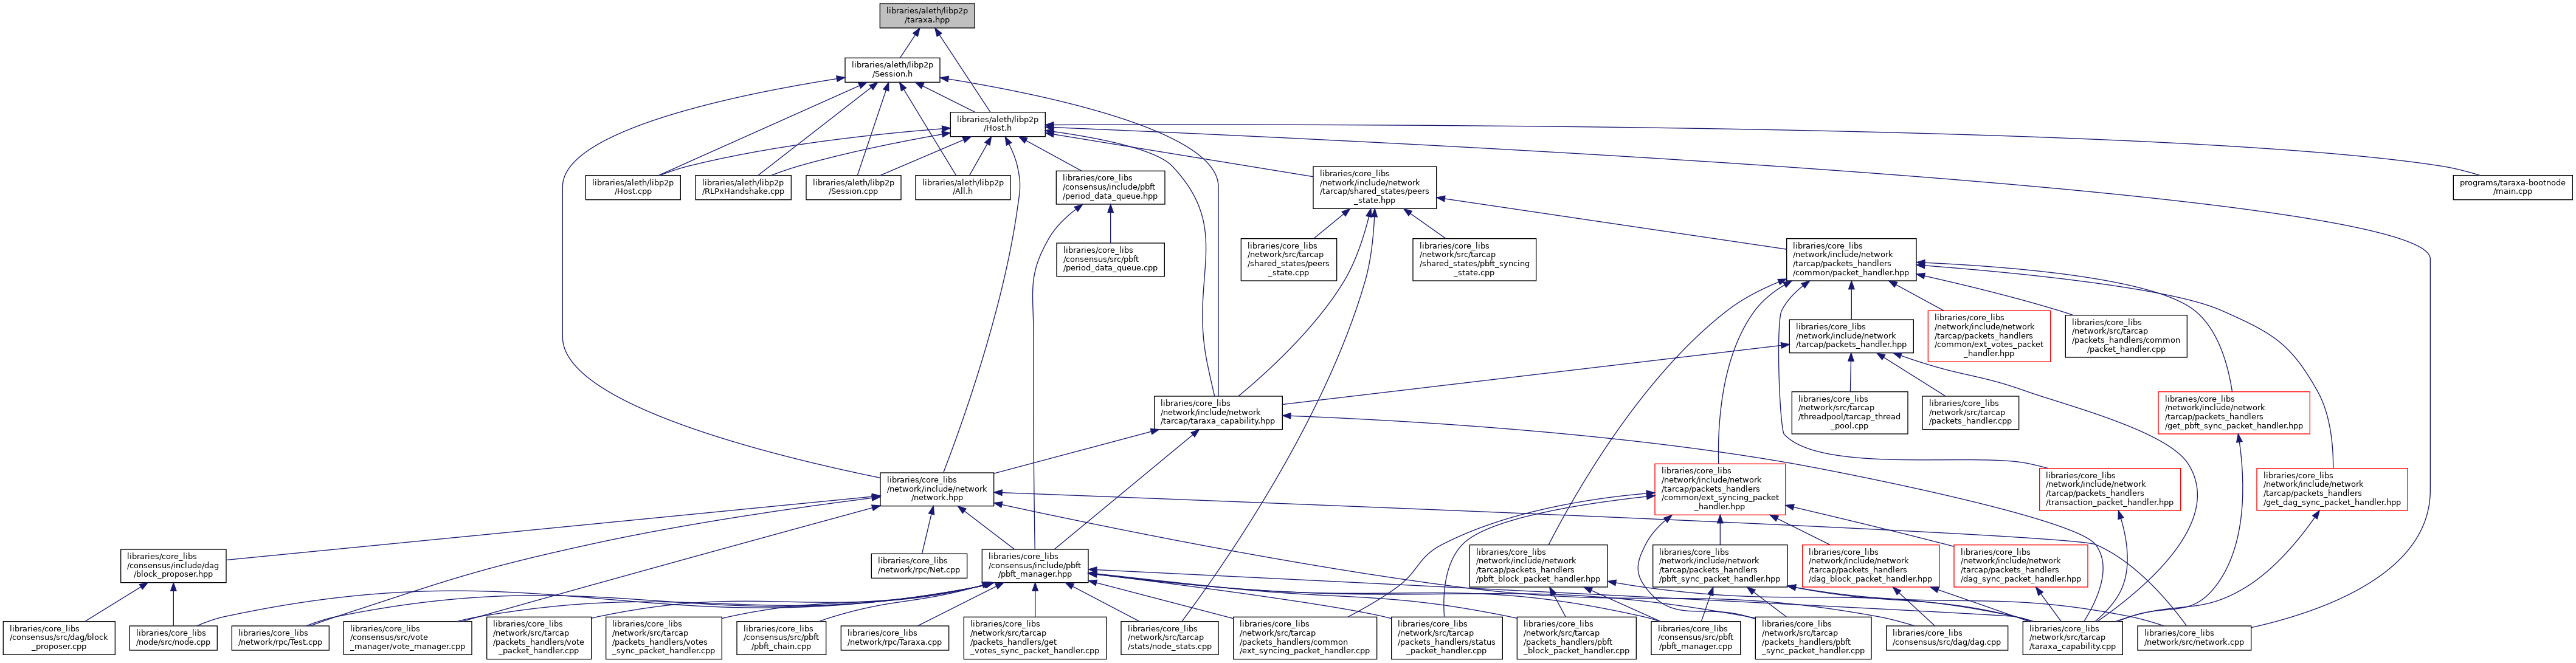 libraries/aleth/libp2p
/taraxa.hpp
libraries/aleth/libp2p
/Session.h
libraries/aleth/libp2p
/Host.h
libraries/aleth/libp2p
/Host.cpp
libraries/aleth/libp2p
/RLPxHandshake.cpp
libraries/aleth/libp2p
/Session.cpp
libraries/aleth/libp2p
/All.h
libraries/core_libs
/consensus/include/pbft
/period_data_queue.hpp
libraries/core_libs
/network/include/network
/tarcap/shared_states/peers
_state.hpp
programs/taraxa-bootnode
/main.cpp
libraries/core_libs
/consensus/src/pbft
/period_data_queue.cpp
libraries/core_libs
/network/src/tarcap
/shared_states/peers
_state.cpp
libraries/core_libs
/network/src/tarcap
/shared_states/pbft_syncing
_state.cpp
libraries/core_libs
/network/include/network
/tarcap/packets_handlers
/common/packet_handler.hpp
libraries/core_libs
/network/include/network
/tarcap/packets_handler.hpp
libraries/core_libs
/network/include/network
/tarcap/packets_handlers
/common/ext_votes_packet
_handler.hpp
libraries/core_libs
/network/src/tarcap
/packets_handlers/common
/packet_handler.cpp
libraries/core_libs
/network/include/network
/tarcap/taraxa_capability.hpp
libraries/core_libs
/network/src/tarcap
/threadpool/tarcap_thread
_pool.cpp
libraries/core_libs
/network/src/tarcap
/packets_handler.cpp
libraries/core_libs
/network/include/network
/tarcap/packets_handlers
/get_pbft_sync_packet_handler.hpp
libraries/core_libs
/network/include/network
/network.hpp
libraries/core_libs
/network/include/network
/tarcap/packets_handlers
/common/ext_syncing_packet
_handler.hpp
libraries/core_libs
/network/include/network
/tarcap/packets_handlers
/transaction_packet_handler.hpp
libraries/core_libs
/network/include/network
/tarcap/packets_handlers
/get_dag_sync_packet_handler.hpp
libraries/core_libs
/consensus/include/dag
/block_proposer.hpp
libraries/core_libs
/network/rpc/Net.cpp
libraries/core_libs
/consensus/include/pbft
/pbft_manager.hpp
libraries/core_libs
/network/include/network
/tarcap/packets_handlers
/pbft_block_packet_handler.hpp
libraries/core_libs
/network/include/network
/tarcap/packets_handlers
/pbft_sync_packet_handler.hpp
libraries/core_libs
/network/include/network
/tarcap/packets_handlers
/dag_block_packet_handler.hpp
libraries/core_libs
/network/include/network
/tarcap/packets_handlers
/dag_sync_packet_handler.hpp
libraries/core_libs
/consensus/src/dag/block
_proposer.cpp
libraries/core_libs
/node/src/node.cpp
libraries/core_libs
/network/rpc/Test.cpp
libraries/core_libs
/consensus/src/vote
_manager/vote_manager.cpp
libraries/core_libs
/network/src/tarcap
/packets_handlers/vote
_packet_handler.cpp
libraries/core_libs
/network/src/tarcap
/packets_handlers/votes
_sync_packet_handler.cpp
libraries/core_libs
/consensus/src/pbft
/pbft_chain.cpp
libraries/core_libs
/network/rpc/Taraxa.cpp
libraries/core_libs
/network/src/tarcap
/packets_handlers/get
_votes_sync_packet_handler.cpp
libraries/core_libs
/network/src/tarcap
/stats/node_stats.cpp
libraries/core_libs
/network/src/tarcap
/packets_handlers/common
/ext_syncing_packet_handler.cpp
libraries/core_libs
/network/src/tarcap
/packets_handlers/status
_packet_handler.cpp
libraries/core_libs
/network/src/tarcap
/packets_handlers/pbft
_block_packet_handler.cpp
libraries/core_libs
/consensus/src/pbft
/pbft_manager.cpp
libraries/core_libs
/network/src/tarcap
/packets_handlers/pbft
_sync_packet_handler.cpp
libraries/core_libs
/consensus/src/dag/dag.cpp
libraries/core_libs
/network/src/tarcap
/taraxa_capability.cpp
libraries/core_libs
/network/src/network.cpp